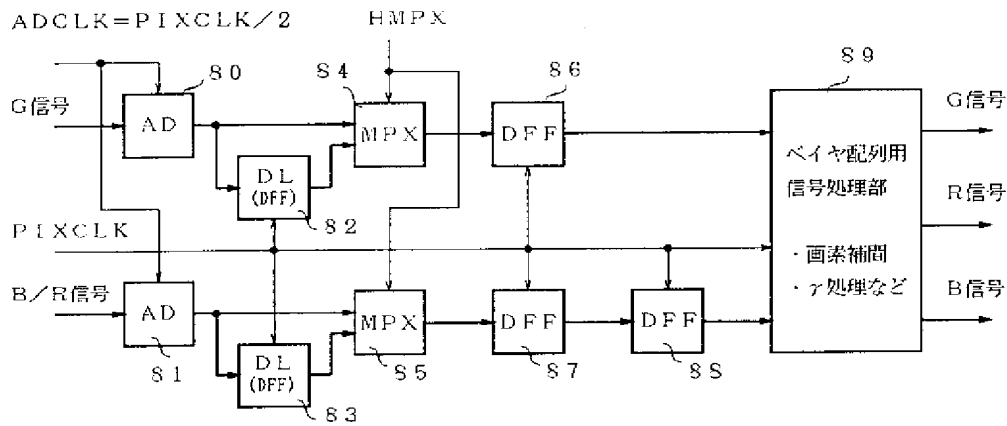 ADCLK=PIXCLK/2
HMPX
80
84
86
89
G信号
AD
MPX
DFF
G信号
ベイヤ配列用
信号処理部
DL
(DFF)
82
R信号
PIXCLK
・画素補間
・γ処理など
B/R信号
B信号
AD
MPX
DFF
DFF
81
DL
(DFF)
83
85
87
88